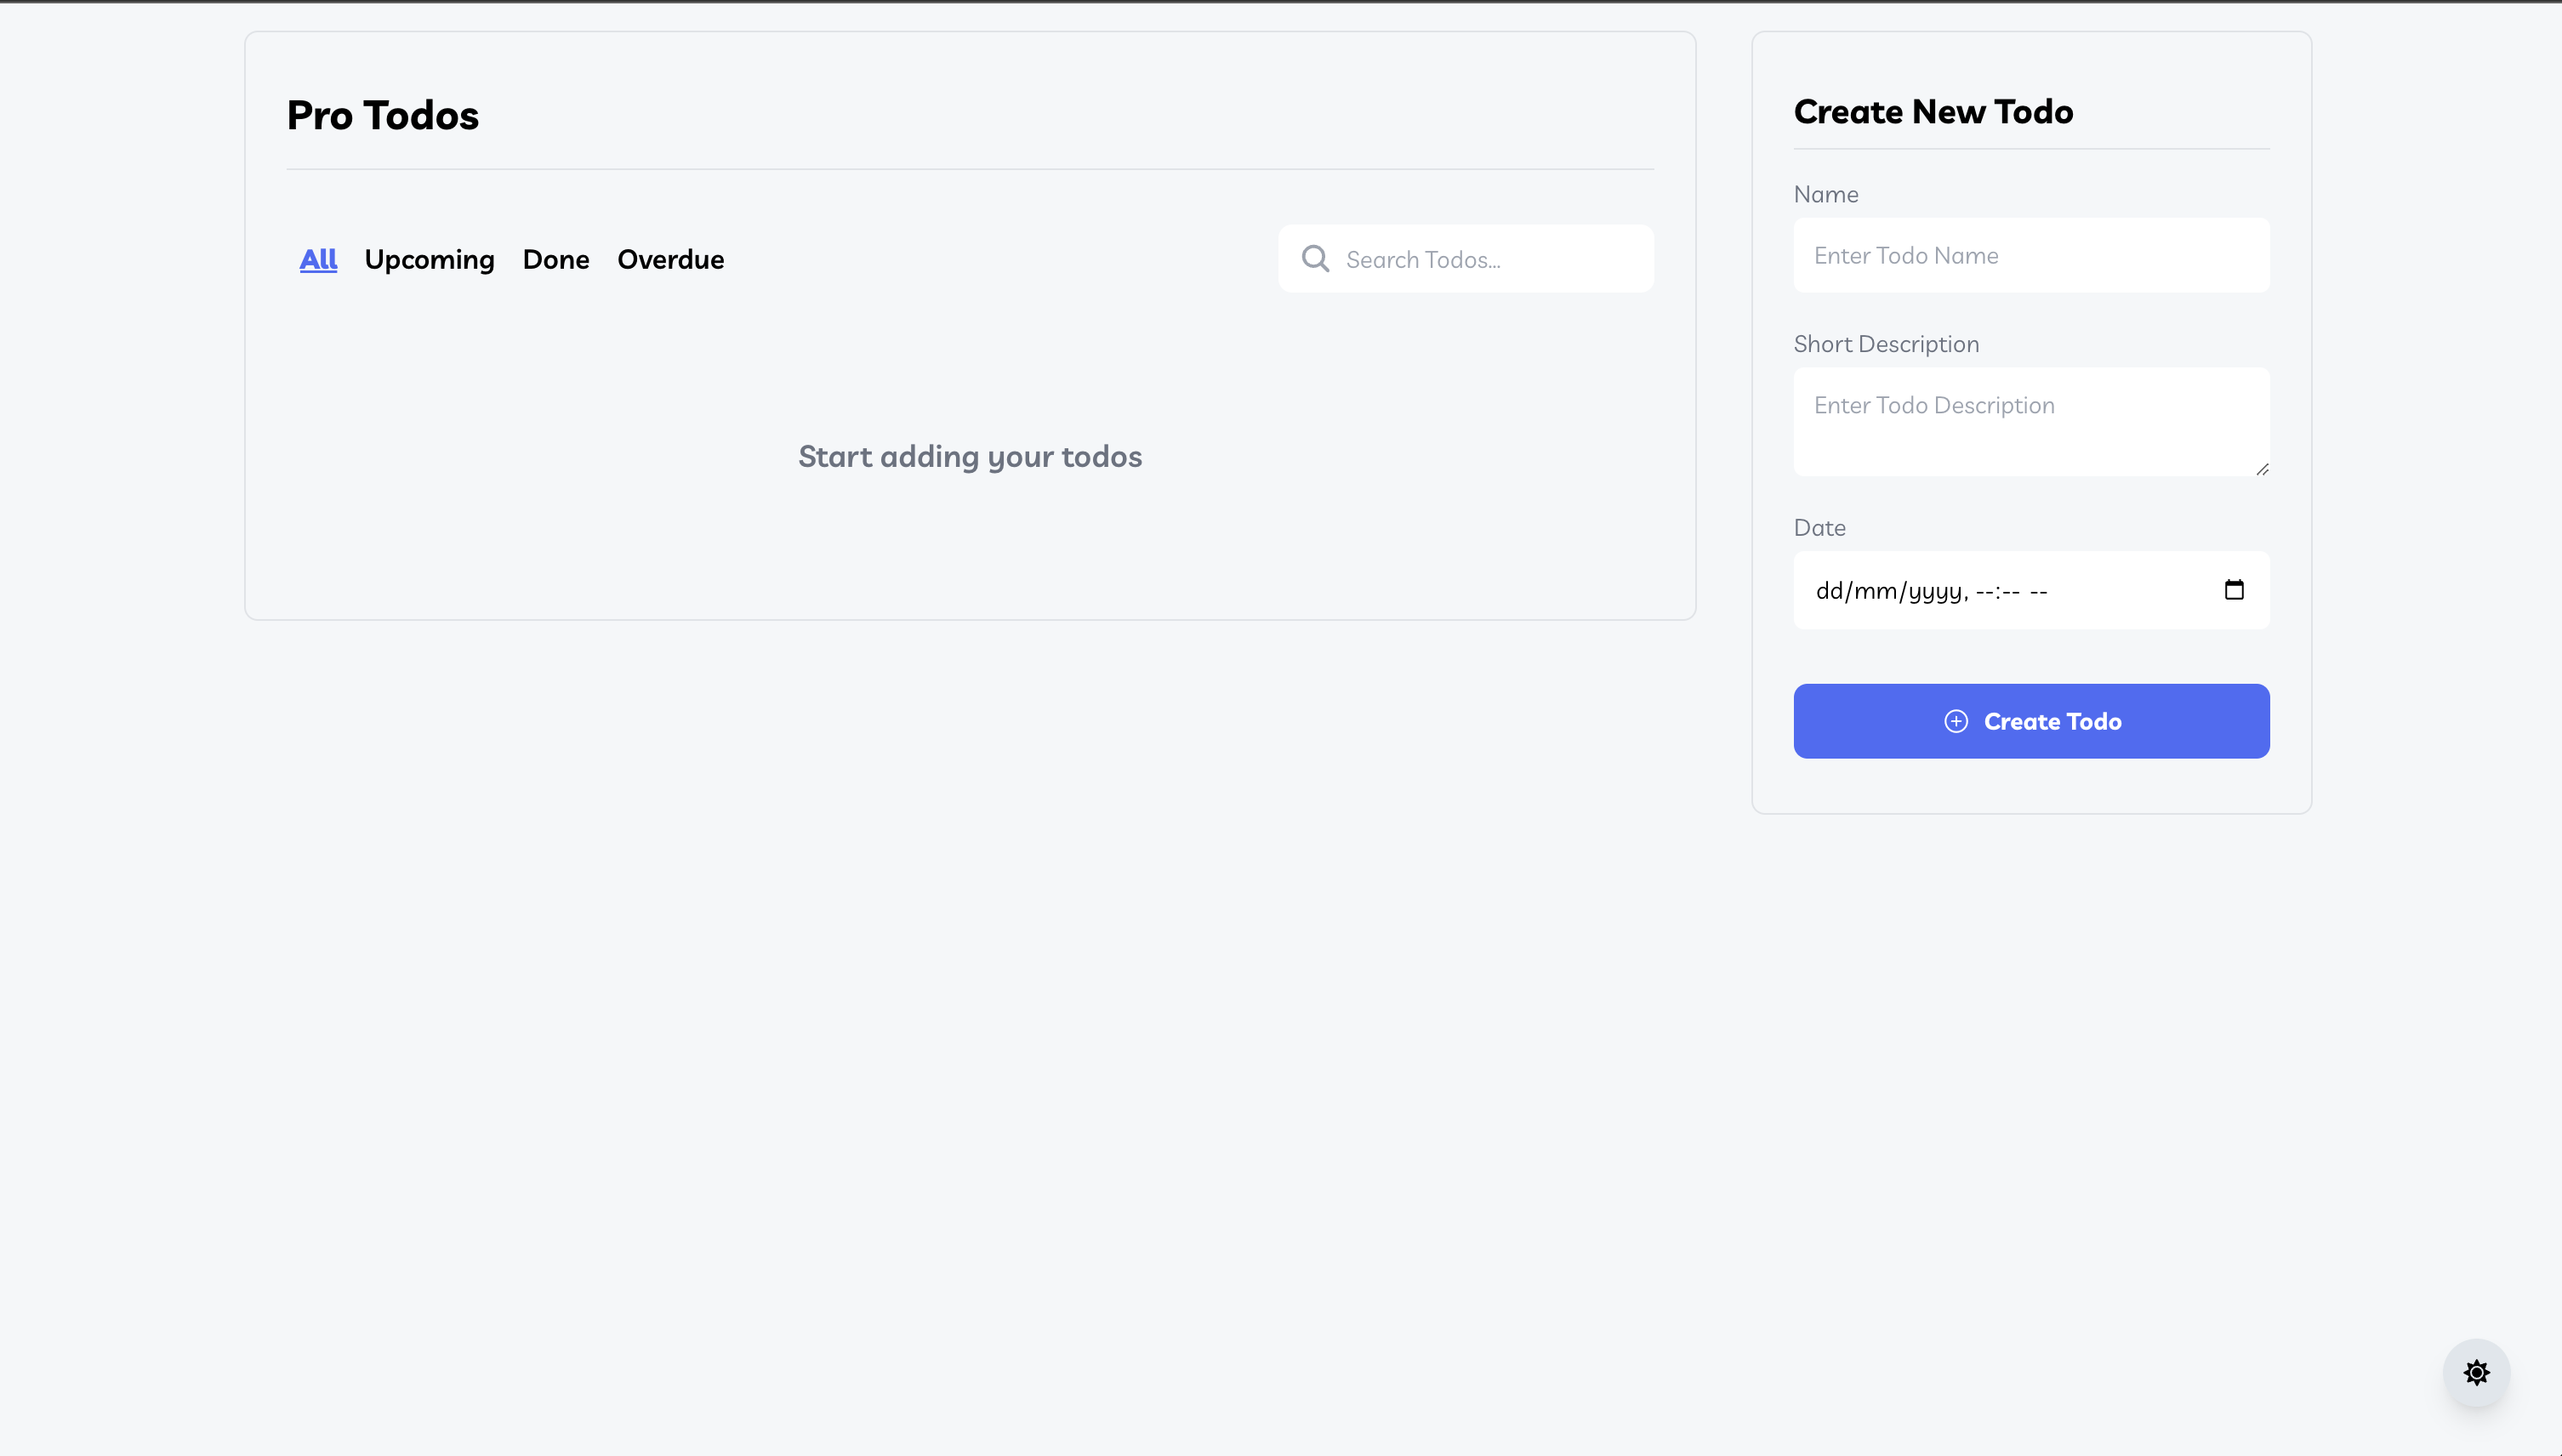 Pro Todos
All Upcoming Done Overdue
Search Todos...
Start adding your todos
Create New Todo
Name
Enter Todo Name
Short Description
Enter Todo Description
Date
dd/mm/yyyy, --:-- --
Create Todo